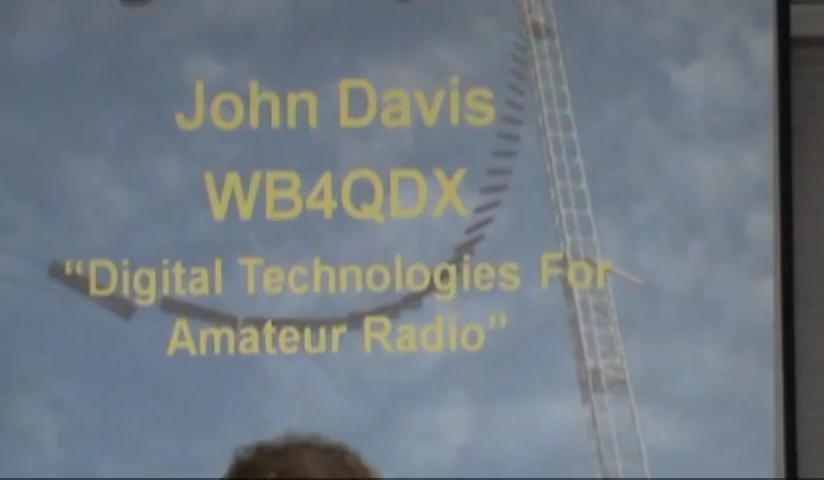 John Davis
WB4QDX
“Digital Technologies For
Amateur Radio”